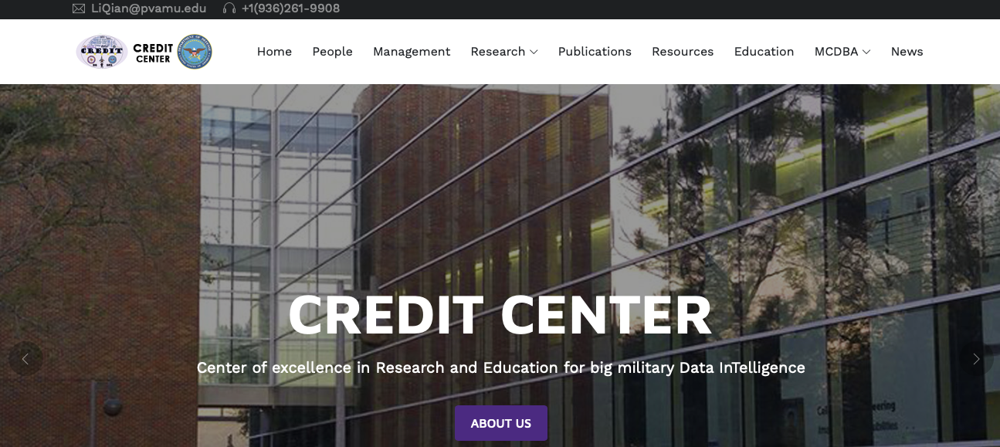 LiQian@pvamu.edu +1(936)261-9908
CREDIT
CREDIT
CENTER
Home People Management Research Publications Resources Education MCDBA News
CREDIT CENTER
Center of excellence in Research and Education for big military Data InTelligence
ABOUT US